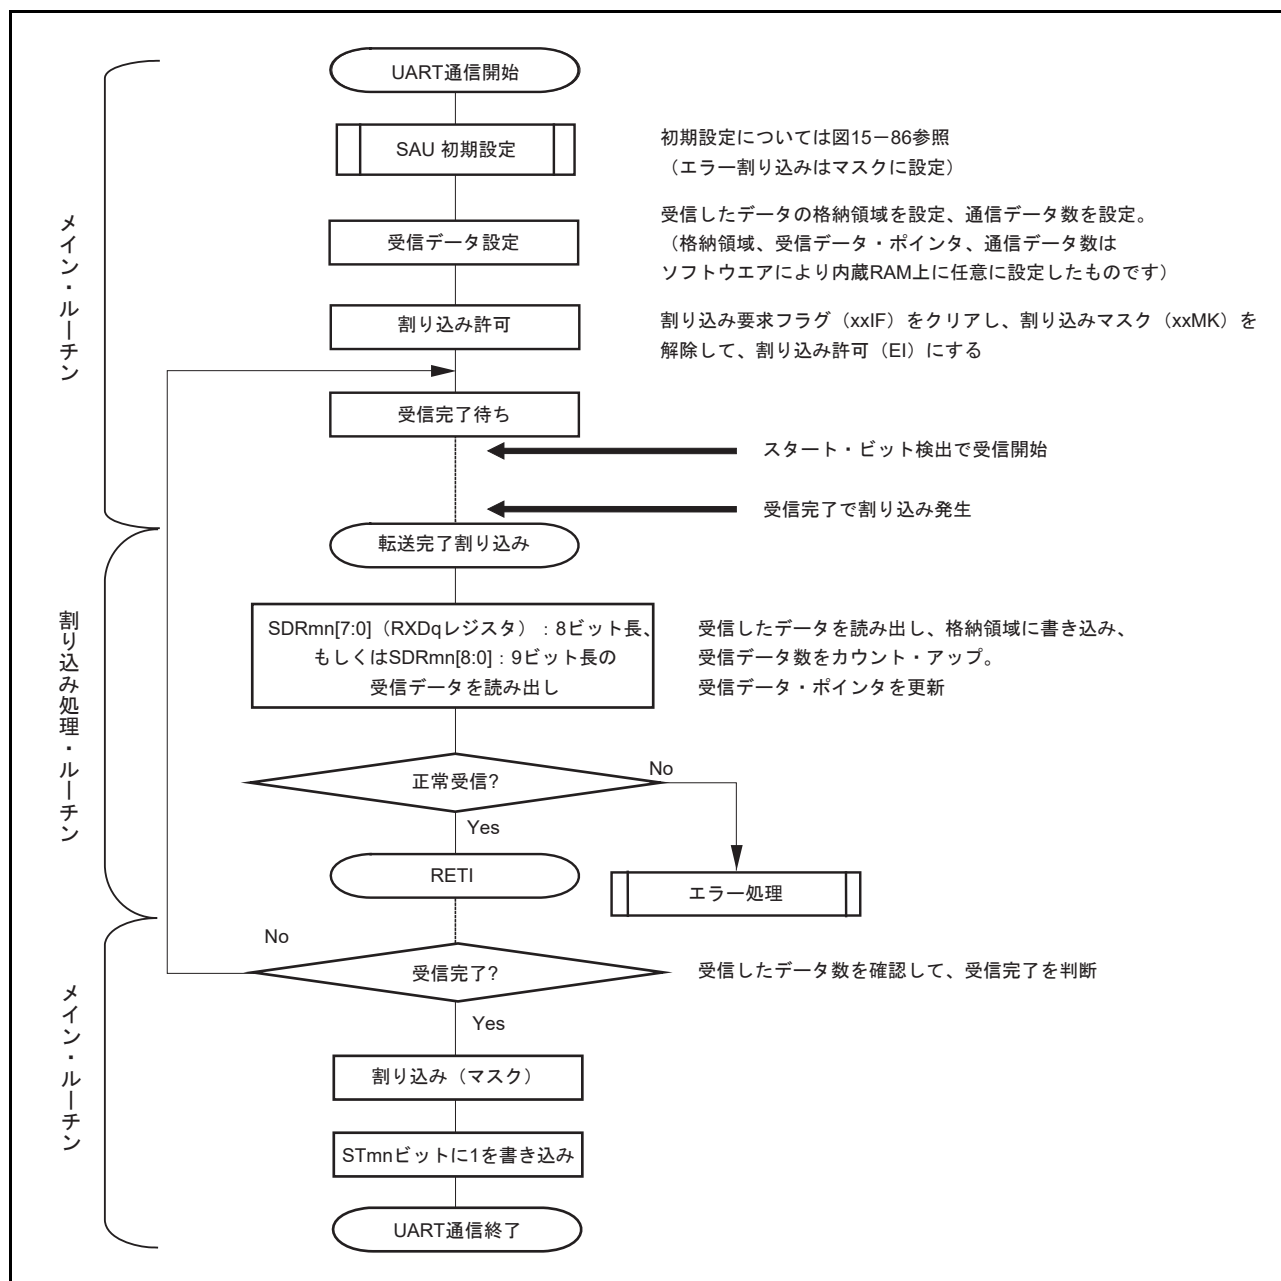 UART通信開始
SAU 初期設定
初期設定については図15－86参照
（エラー割り込みはマスクに設定）
メイン・ルーチン
受信データ設定
受信したデータの格納領域を設定、通信データ数を設定。
（格納領域、受信データ・ポインタ、通信データ数は
ソフトウエアにより内蔵RAM上に任意に設定したものです）
割り込み許可
割り込み要求フラグ（xxIF）をクリアし、割り込みマスク（xxMK）を
解除して、割り込み許可（EI）にする
受信完了待ち
スタート・ビット検出で受信開始
受信完了で割り込み発生
転送完了割り込み
割り込み処理・ルーチン
SDRmn[7:0]（RXDqレジスタ）：8ビット長、
もしくはSDRmn[8:0]：9ビット長の
受信データを読み出し
受信したデータを読み出し、格納領域に書き込み、
受信データ数をカウント・アップ。
受信データ・ポインタを更新
正常受信?
No
Yes
RETI
エラー処理
No
受信完了?
受信したデータ数を確認して、受信完了を判断
Yes
メイン・ルーチン
割り込み（マスク）
STmnビットに1を書き込み
UART通信終了